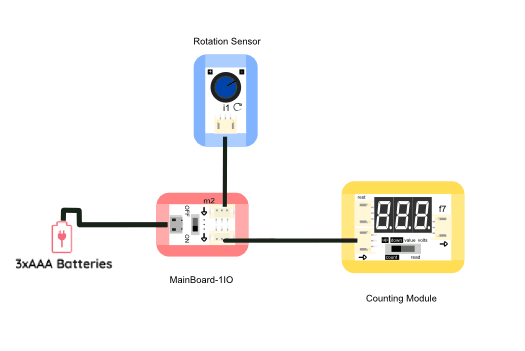 Rotation Sensor
+ -
i1
m2
OFF
ON
3xAAA Batteries
MainBoard-1IO
reset
8.8.8.
f7
up down value volts
count read
Counting Module